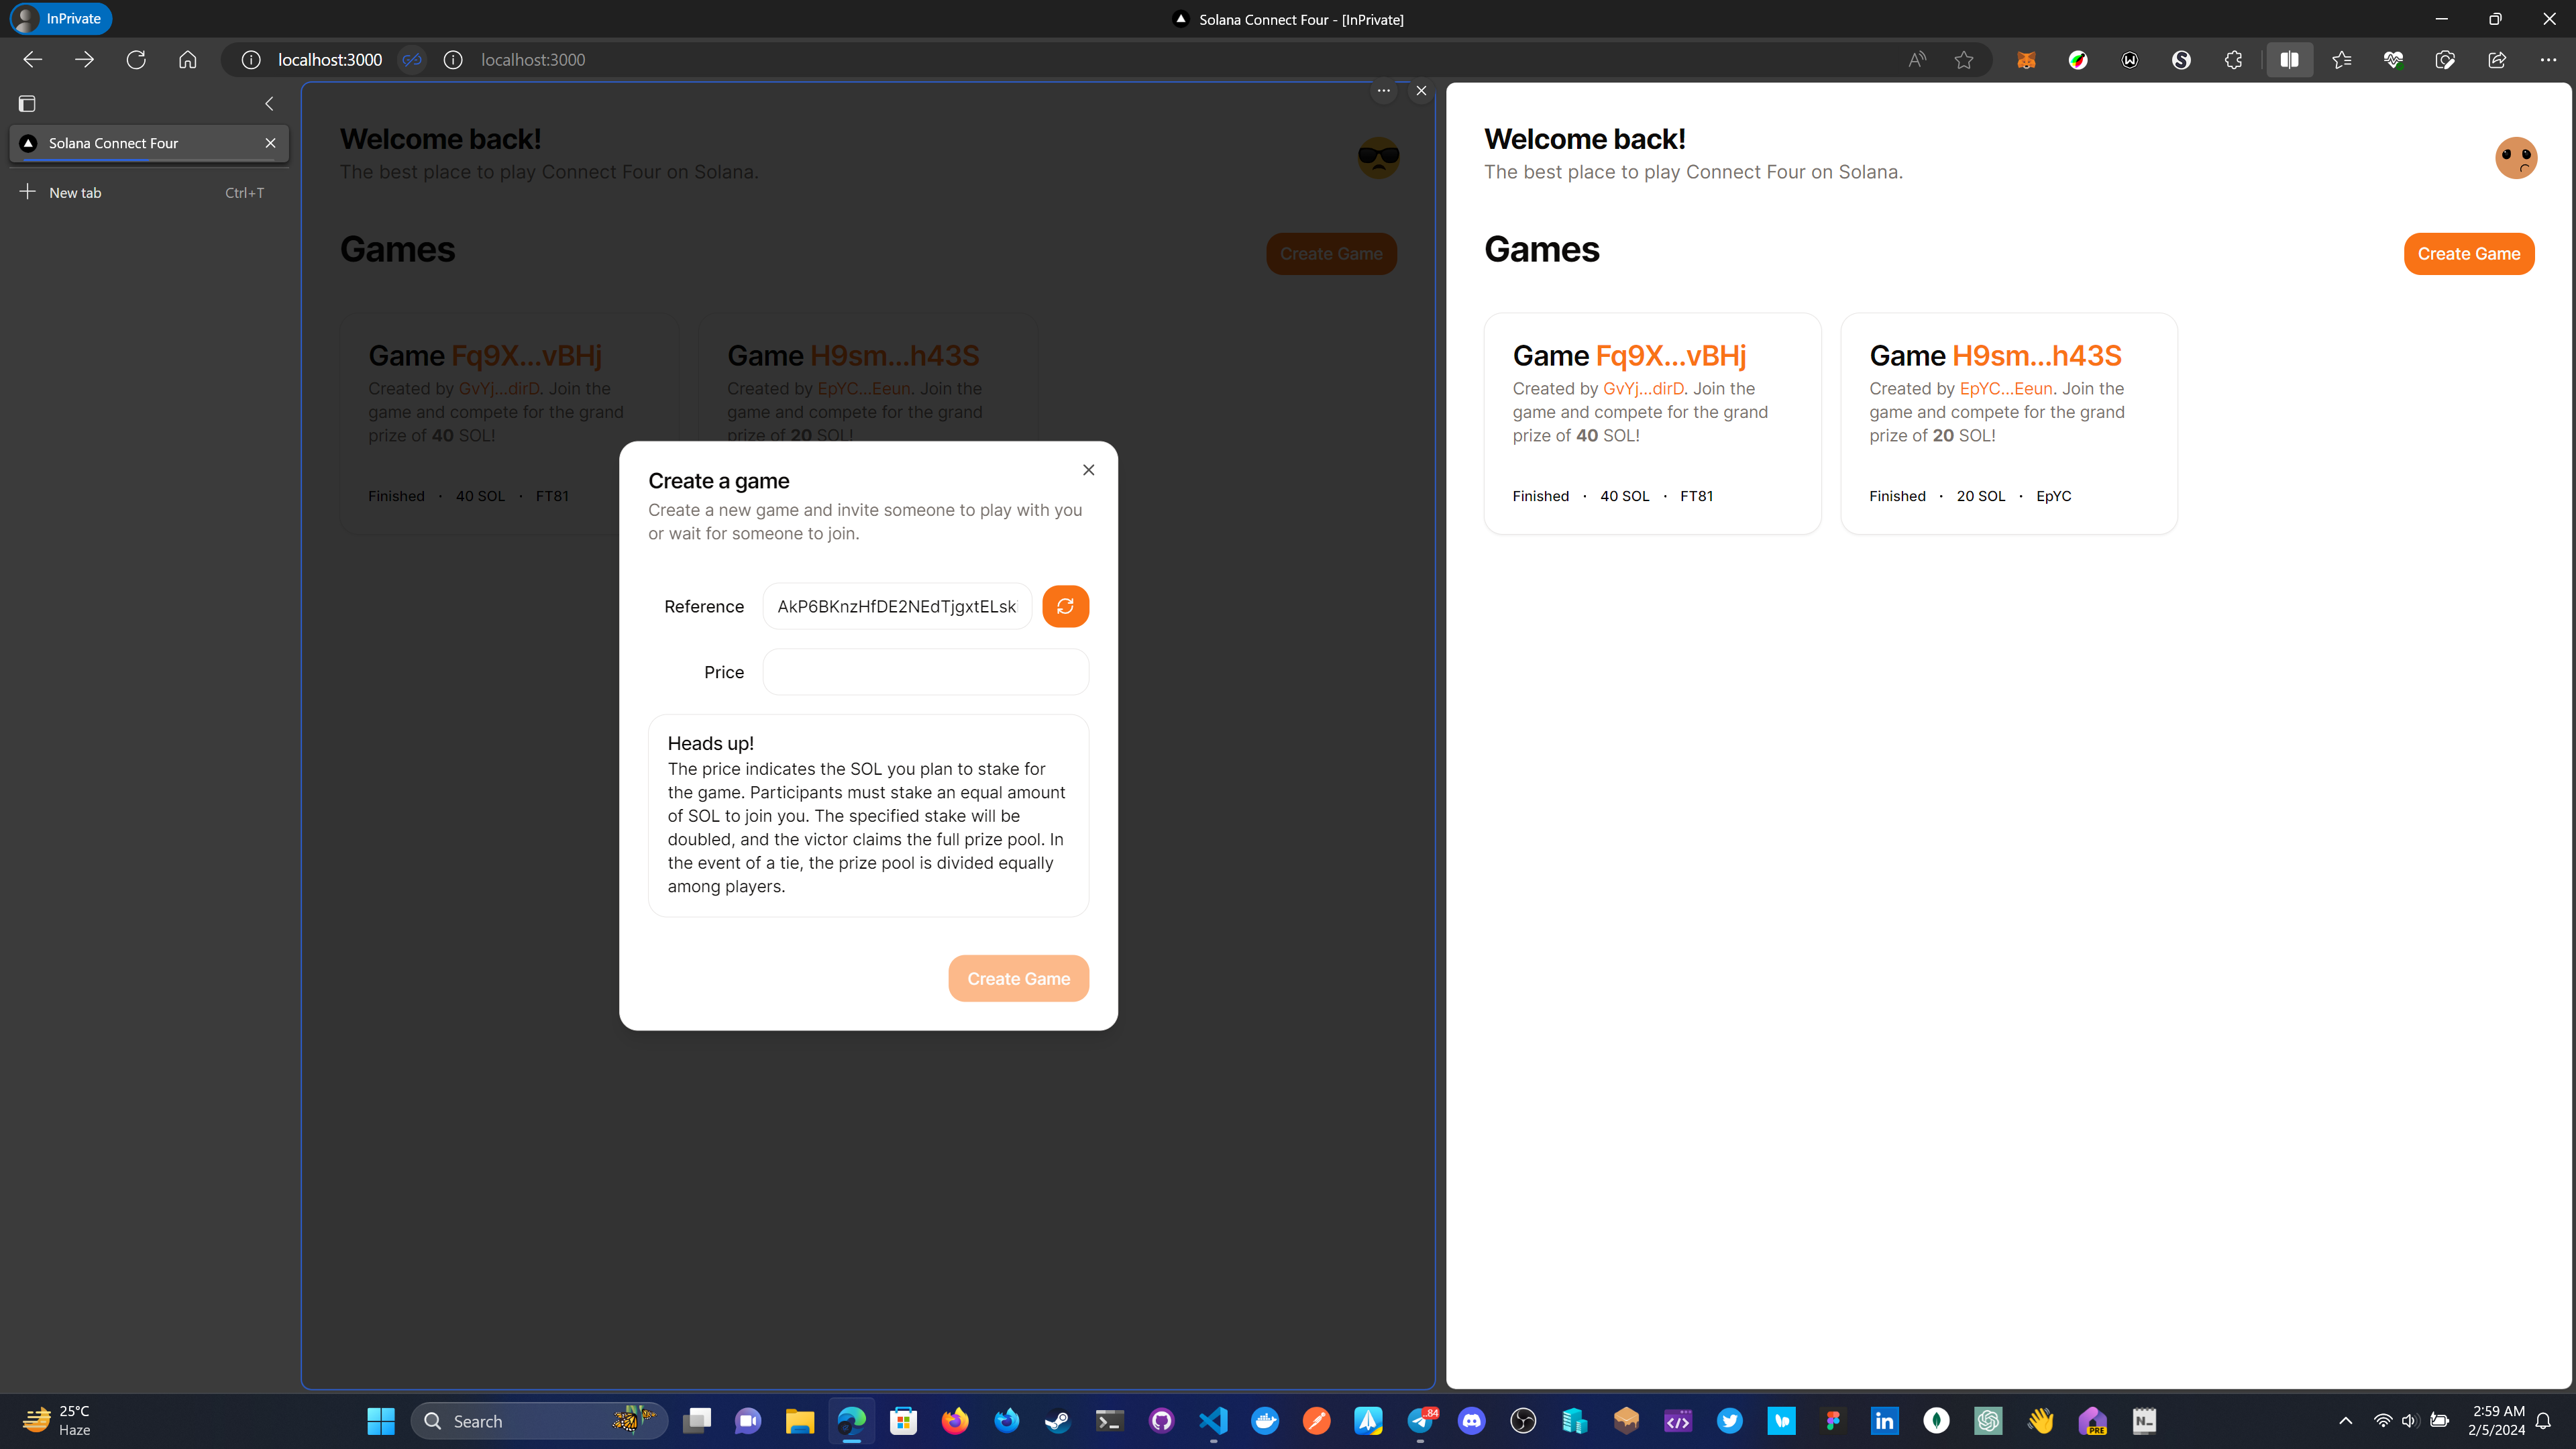 InPrivate
Solana Connect Four - [InPrivate]
localhost:3000
localhost:3000
Solana Connect Four
New tab
Ctrl+T
Welcome back!
The best place to play Connect Four on Solana.
Games
Create Game
Game Fq9X...vBHj
Created by GvYj...dirD. Join the
game and compete for the grand
prize of 40 SOL!
Finished · 40 SOL · FT81
Game H9sm...h43S
Created by EpYC...Eeun. Join the
game and compete for the grand
prize of 20 SOL!
Create a game
Create a new game and invite someone to play with you
or wait for someone to join.
Reference
AkP6BKnzHfDE2NEdTjgxtELsk
Price
Heads up!
The price indicates the SOL you plan to stake for
the game. Participants must stake an equal amount
of SOL to join you. The specified stake will be
doubled, and the victor claims the full prize pool. In
the event of a tie, the prize pool is divided equally
among players.
Create Game
Welcome back!
The best place to play Connect Four on Solana.
Games
Create Game
Game Fq9X...vBHj
Created by GvYj...dirD. Join the
game and compete for the grand
prize of 40 SOL!
Finished · 40 SOL · FT81
Game H9sm...h43S
Created by EpYC...Eeun. Join the
game and compete for the grand
prize of 20 SOL!
Finished · 20 SOL · EpYC
25°C
Haze
Search
84
PRE
2:59 AM
2/5/2024